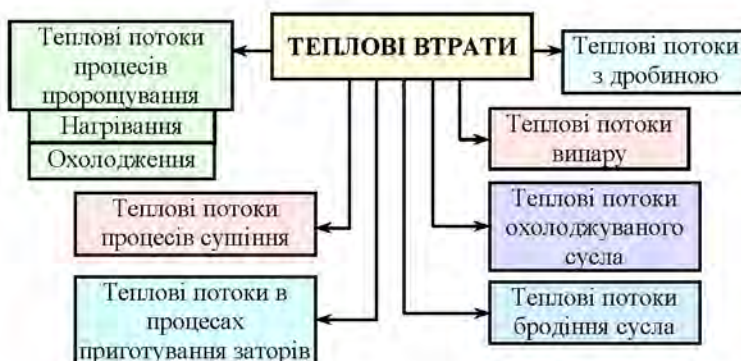 ТЕПЛОВІ ВТРАТИ
Теплові потоки
процесів
пророщування
Нагрівання
Охолодження
Теплові потоки
процесів сушіння
Теплові потоки в
процесах
приготування заторів
Теплові потоки
з дробиною
Теплові потоки
випару
Теплові потоки
охолоджуваного
сусла
Теплові потоки
бродіння сусла